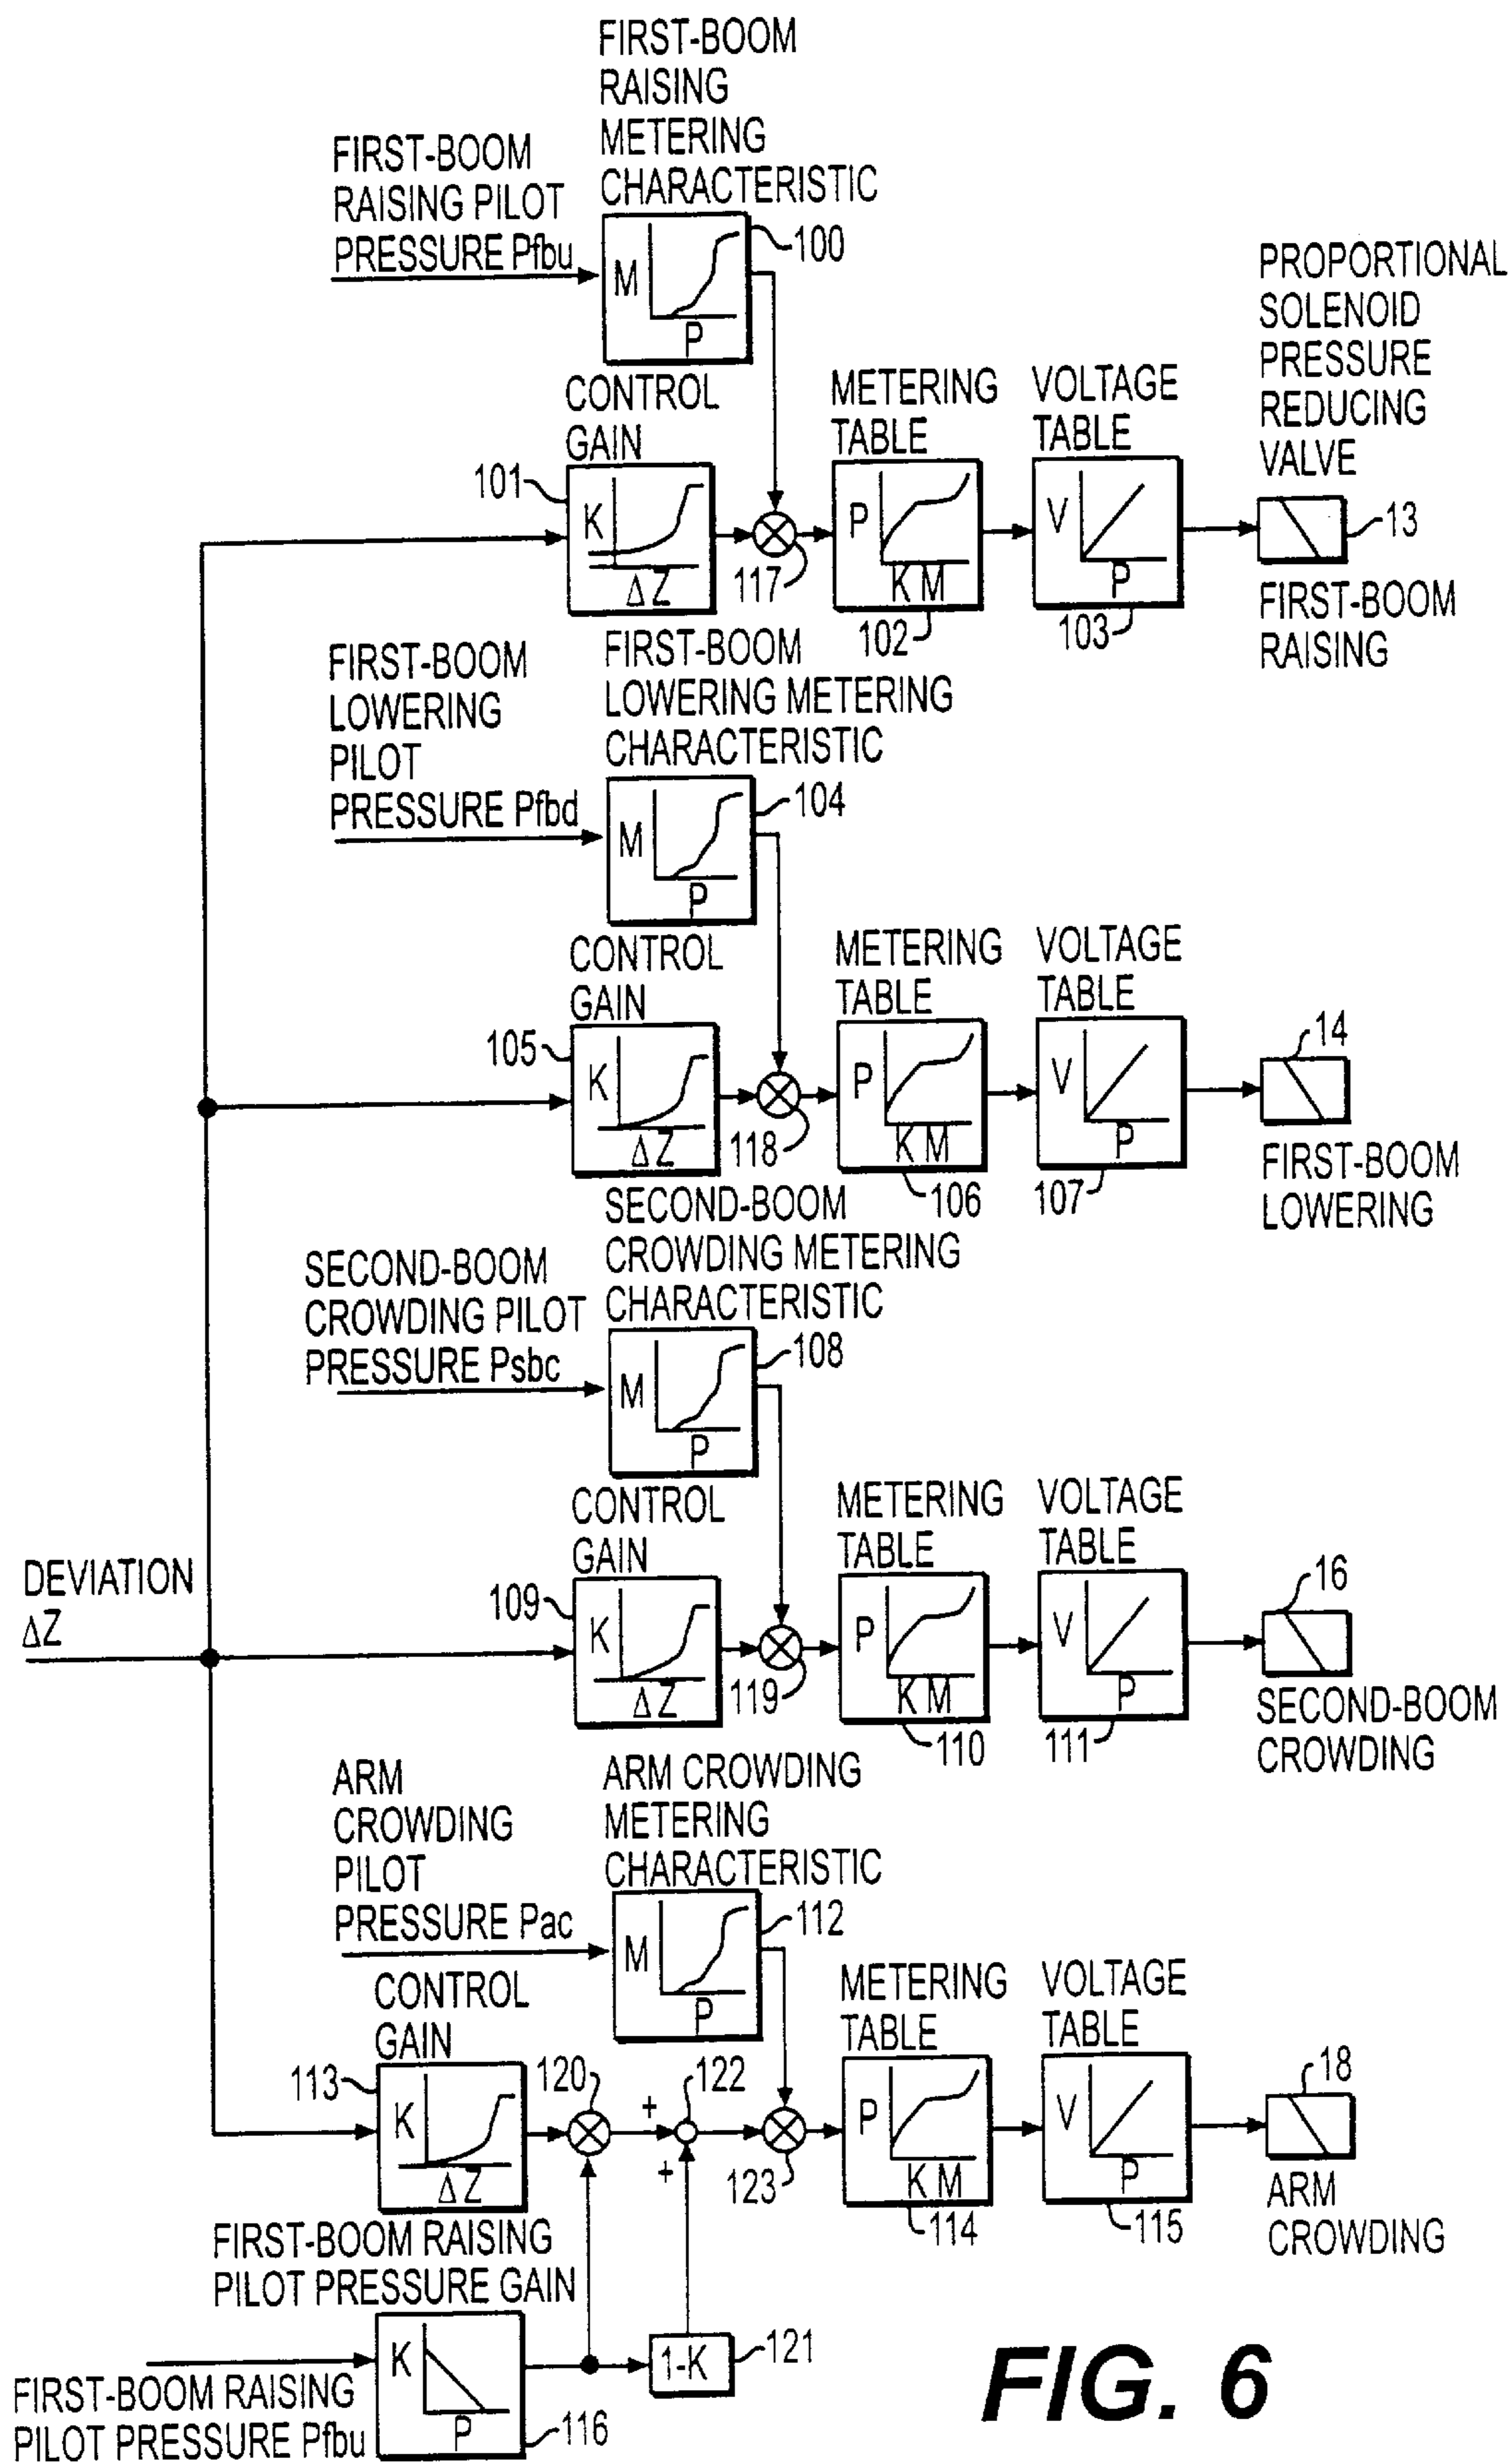 FIRST-BOOM
RAISING
METERING
CHARACTERISTIC
FIRST-BOOM
RAISING PILOT
PRESSURE Pfbu
M
P
100
CONTROL
GAIN
101
K
ΔZ
117
METERING
TABLE
P
KM
102
VOLTAGE
TABLE
V
P
103
PROPORTIONAL
SOLENOID
PRESSURE
REDUCING
VALVE
13
FIRST-BOOM
RAISING
FIRST-BOOM
LOWERING
PILOT
PRESSURE Pfbd
FIRST-BOOM
LOWERING METERING
CHARACTERISTIC
M
P
104
CONTROL
GAIN
105
K
ΔZ
118
METERING
TABLE
P
KM
106
VOLTAGE
TABLE
V
P
107
14
FIRST-BOOM
LOWERING
SECOND-BOOM
CROWDING PILOT
PRESSURE Psbc
SECOND-BOOM
CROWDING METERING
CHARACTERISTIC
M
P
108
CONTROL
GAIN
109
K
ΔZ
119
METERING
TABLE
P
KM
110
VOLTAGE
TABLE
V
P
111
16
SECOND-BOOM
CROWDING
DEVIATION
ΔZ
ARM
CROWDING
PILOT
PRESSURE Pac
ARM CROWDING
METERING
CHARACTERISTIC
M
P
112
CONTROL
GAIN
113
K
ΔZ
120
+
122
+
123
METERING
TABLE
P
KM
114
VOLTAGE
TABLE
V
P
115
18
ARM
CROWDING
FIRST-BOOM RAISING
PILOT PRESSURE GAIN
K
P
116
1-K
121
FIRST-BOOM RAISING
PILOT PRESSURE Pfbu
FIG. 6